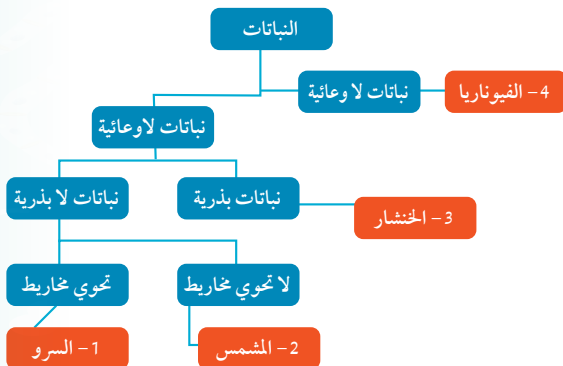 النباتات
نباتات لا وعائية
4- الفيوناريا
نباتات لاوعائية
نباتات بذرية
نباتات لا بذرية
3- الخنشار
لا تحوي مخاريط
تحوي مخاريط
2- المشمس
1- السرو